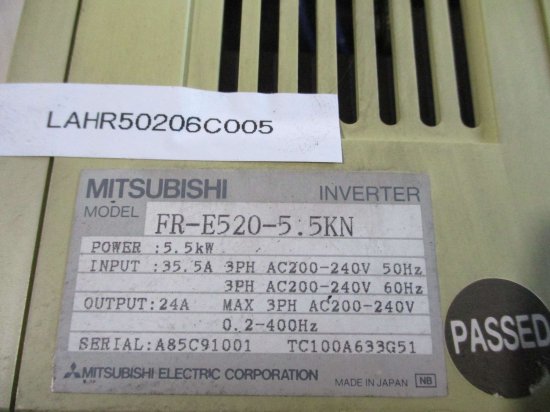 LAHR50206C005
MITSUBISHI INVERTER
MODEL FR-E520-5.5KN
POWER :5.5kW
INPUT :35.5A 3PH AC200-240V 50Hz
3PH AC200-240V 60Hz
OUTPUT:24A MAX 3PH AC200-240V
0.2-400Hz
SERIAL:A85C91001 TC100A633G51
MITSUBISHI ELECTRIC CORPORATION MADE IN JAPAN NB
PASSED